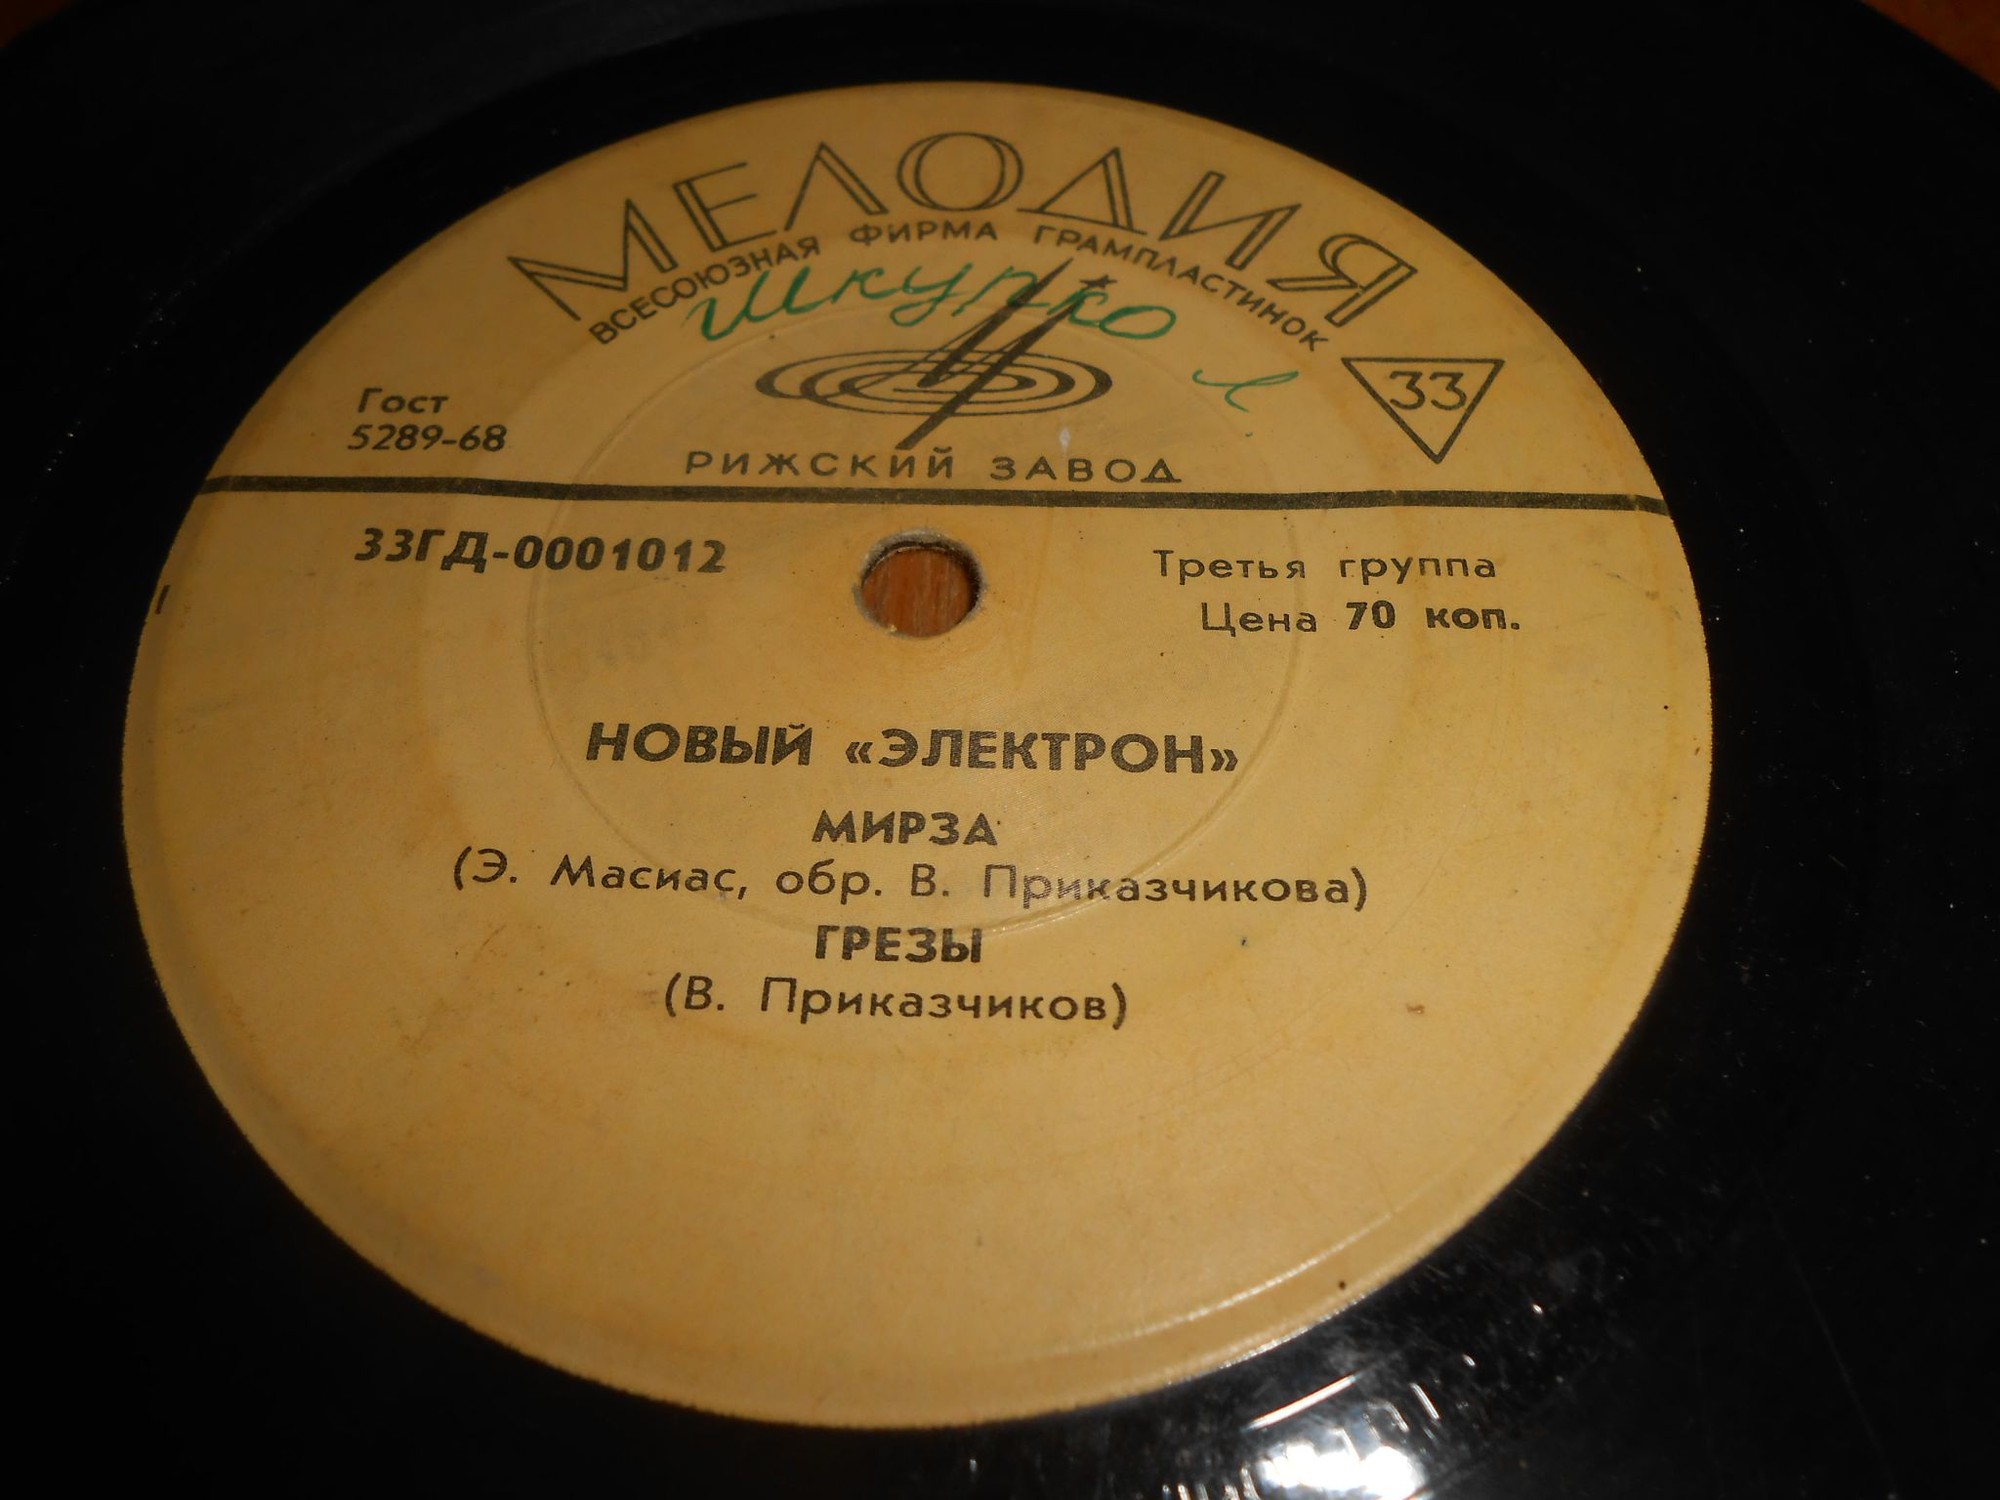 МЕЛОДИЯ
ВСЕСОЮЗНАЯ ФИРМА ГРАМПЛАСТИНОК
Шкупко
33
Гост
5289-68
РИЖСКИЙ ЗАВОД
33ГД-0001012
Третья группа
Цена 70 коп.
НОВЫЙ «ЭЛЕКТРОН»
МИРЗА
(Э. Масиас, обр. В. Приказчикова)
ГРЕЗЫ
(В. Приказчиков)